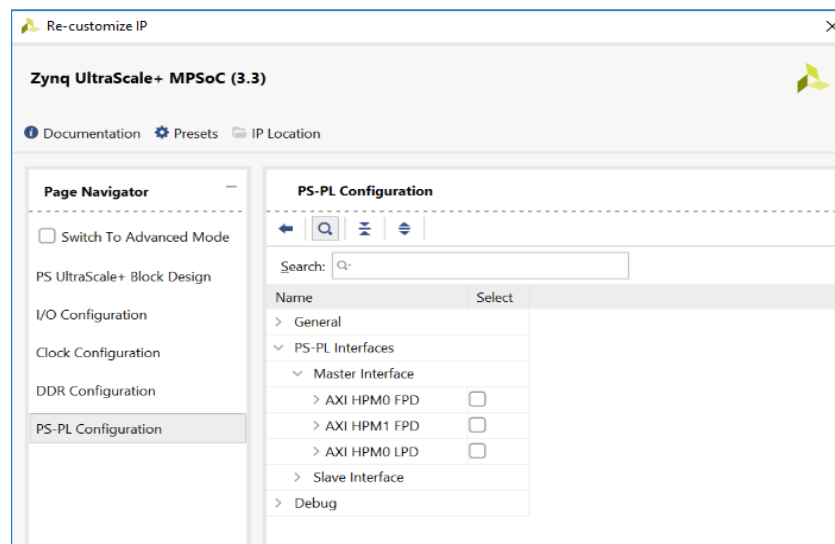 Re-customize IP
Zynq UltraScale+ MPSoC (3.3)
Documentation Presets IP Location
Page Navigator
Switch To Advanced Mode
PS UltraScale+ Block Design
I/O Configuration
Clock Configuration
DDR Configuration
PS-PL Configuration
PS-PL Configuration
Search:
Name Select
General
PS-PL Interfaces
Master Interface
AXI HPM0 FPD
AXI HPM1 FPD
AXI HPM0 LPD
Slave Interface
Debug